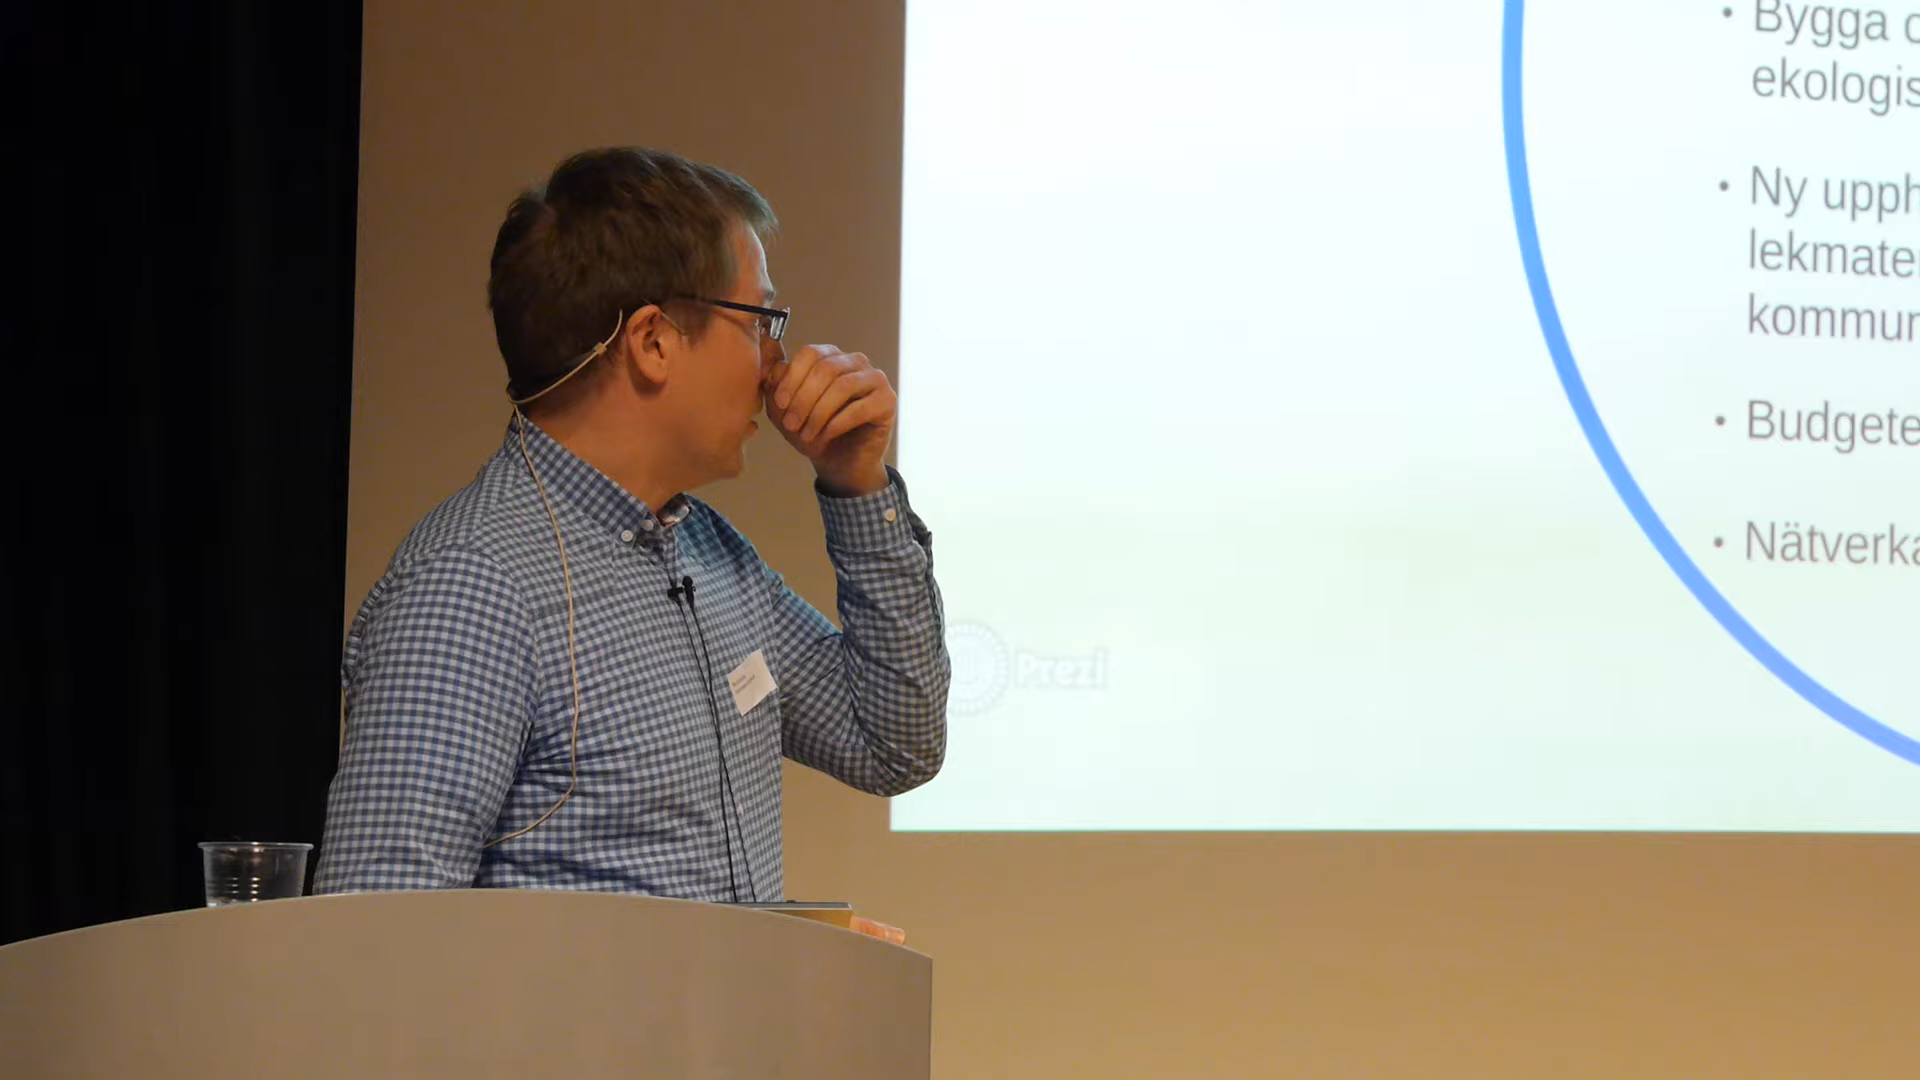 • Bygga
ekologis
• Ny upph
lekmate
kommun
• Budgete
• Nätverka
Prezi